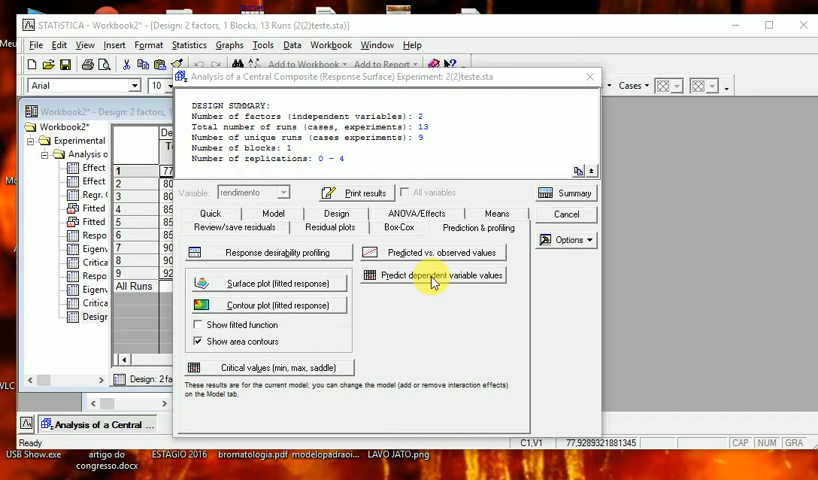 STATISTICA - Workbook2* - [Design: 2 factors, 1 Blocks, 13 Runs (2(2)teste.sta)]
File Edit View Insert Format Statistics Graphs Tools Data Workbook Window Help
Add to Workbook Add to Report
Arial 10 Cases
Analysis of a Central Composite (Response Surface) Experiment: 2(2)teste.sta
DESIGN SUMMARY:
Number of factors (independent variables): 2
Total number of runs (cases, experiments): 13
Number of unique runs (cases experiments): 9
Number of blocks: 1
Number of replications: 0 - 4
Variable: rendimento Print results All variables Summary
Quick Model Design ANOVA/Effects Means Cancel
Review/save residuals Residual plots Box-Cox Prediction & profiling
Options
Response desirability profiling Predicted vs. observed values
Surface plot (fitted response) Predict dependent variable values
Contour plot (fitted response)
Show fitted function
Show area contours
Critical values (min, max, saddle)
These results are for the current model; you can change the model (add or remove interaction effects)
on the Model tab.
Workbook2* - [Design: 2 factors, 1
Workbook2*
Experimental
Analysis o
Effect
Effect
Regr. C
Fitted
Fitted
Respo
Eigenv
Critica
Respo
Eigenv
Critica
Design
De
1 77
2 80
3 80
4
5
6
7
8 90
9 92
All Runs
Design: 2 fa
Analysis of a Central ...
Ready C1,V1 77,9289321881345 CAP NUM GRA
USB Show.exe artigo do congresso.docx ESTAGIO 2016 bromatologia.pdf modelopadraoi... LAVO JATO.png